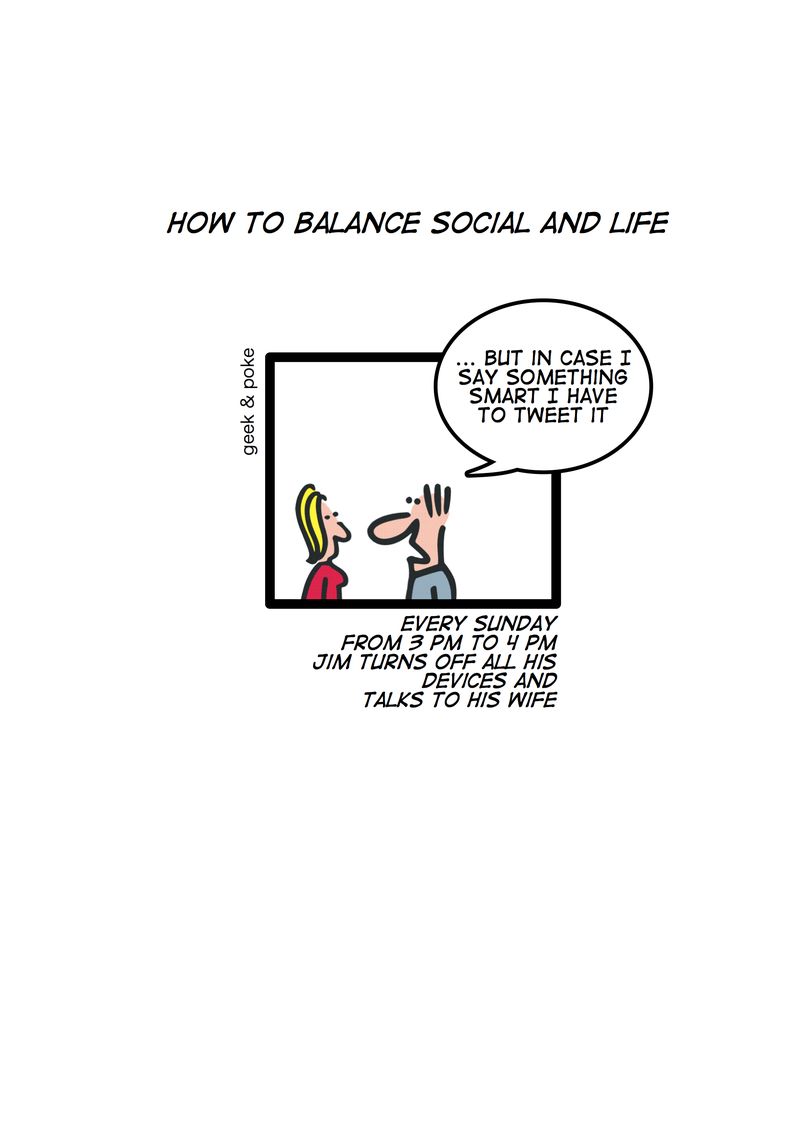 HOW TO BALANCE SOCIAL AND LIFE
geek & poke
... BUT IN CASE I
SAY SOMETHING
SMART I HAVE
TO TWEET IT
EVERY SUNDAY
FROM 3 PM TO 4 PM
JIM TURNS OFF ALL HIS
DEVICES AND
TALKS TO HIS WIFE